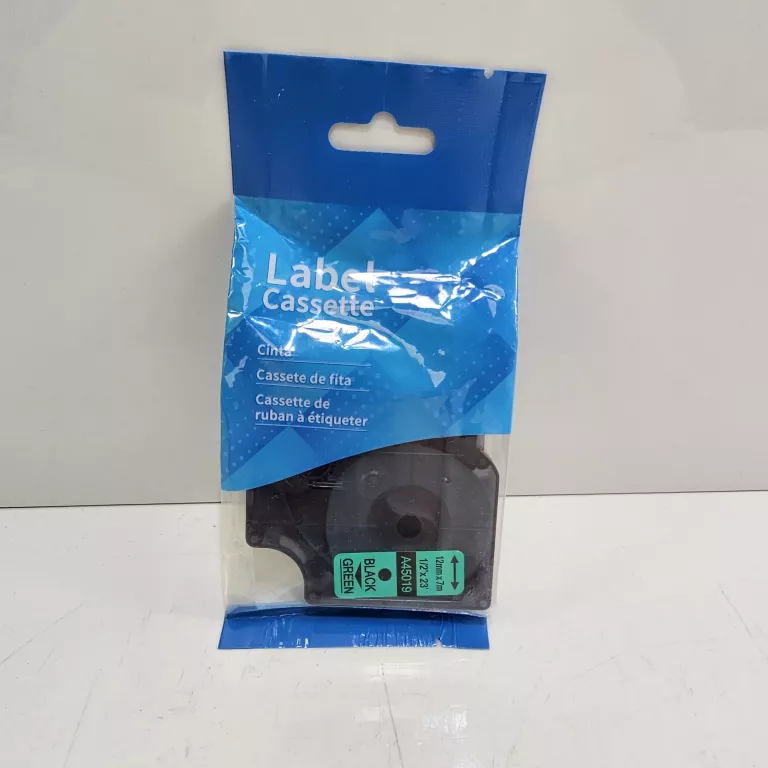 Label
Cassette
Cinta
Cassete de fita
Cassette de
ruban à étiqueter
12mm x 7m
1/2'x 23'
A45019
BLACK
GREEN